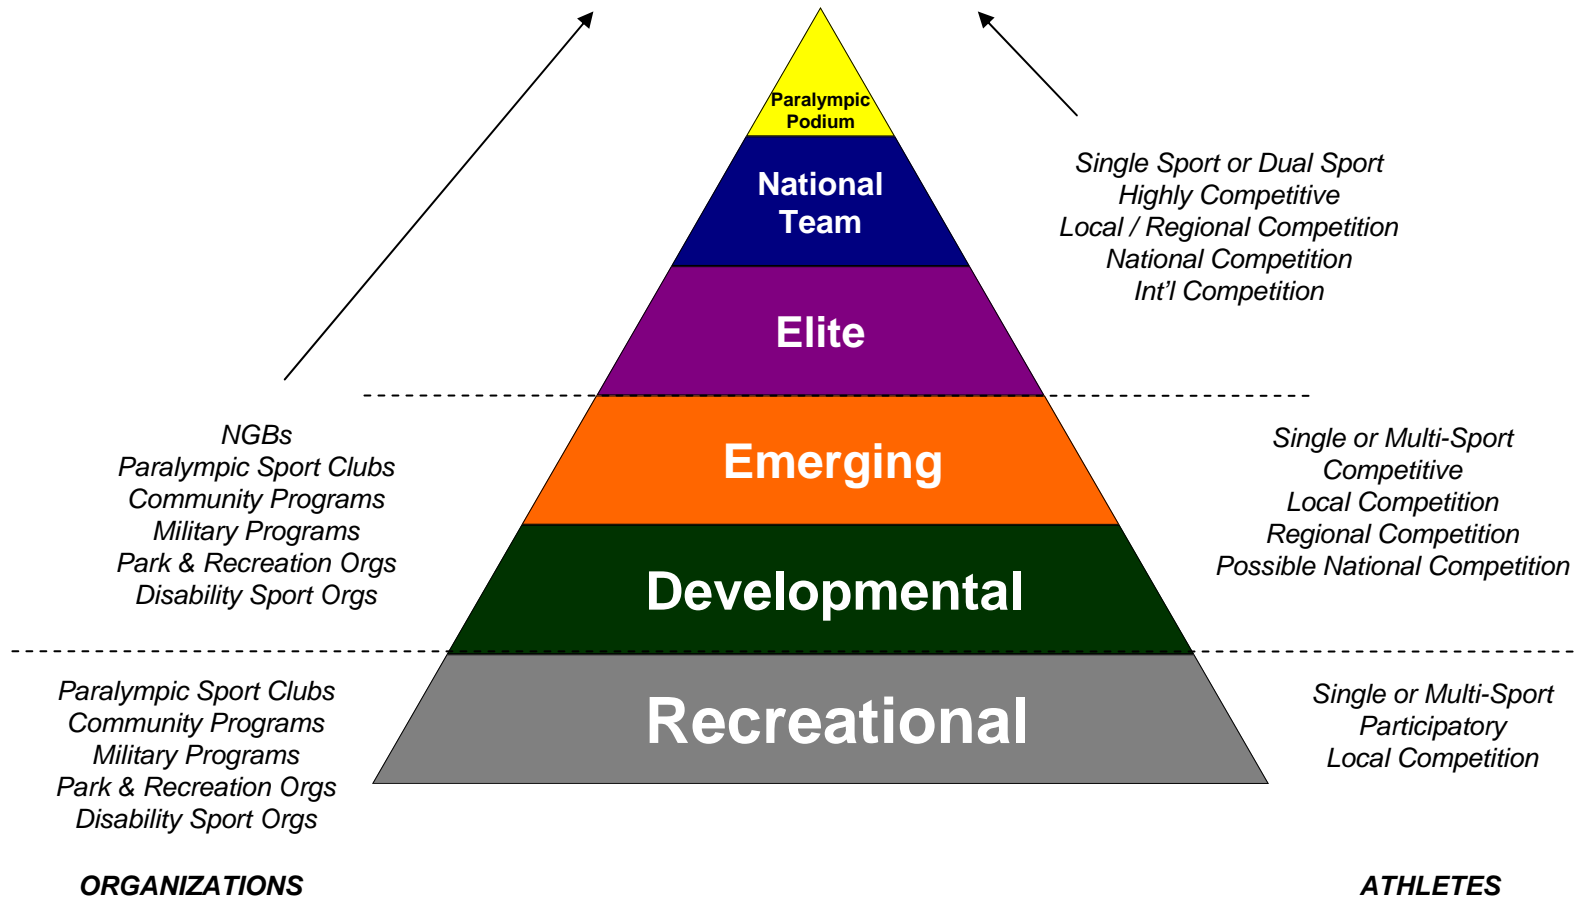 Paralympic
Podium
National
Team
Single Sport or Dual Sport
Highly Competitive
Local / Regional Competition
National Competition
Int'l Competition
Elite
NGBs
Paralympic Sport Clubs
Community Programs
Military Programs
Park & Recreation Orgs
Disability Sport Orgs
Emerging
Developmental
Single or Multi-Sport
Competitive
Local Competition
Regional Competition
Possible National Competition
Paralympic Sport Clubs
Community Programs
Military Programs
Park & Recreation Orgs
Disability Sport Orgs
Recreational
Single or Multi-Sport
Participatory
Local Competition
ORGANIZATIONS
ATHLETES